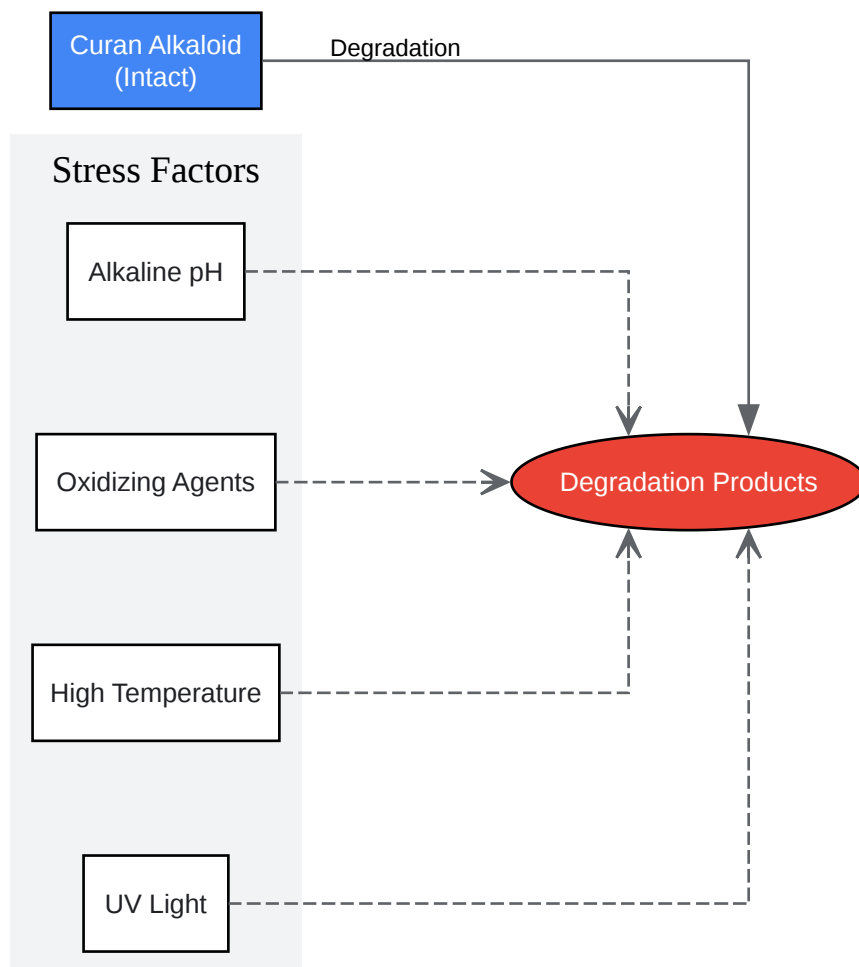 Curan Alkaloid
(Intact)
Degradation
Stress Factors
Alkaline pH
Oxidizing Agents
Degradation Products
High Temperature
UV Light